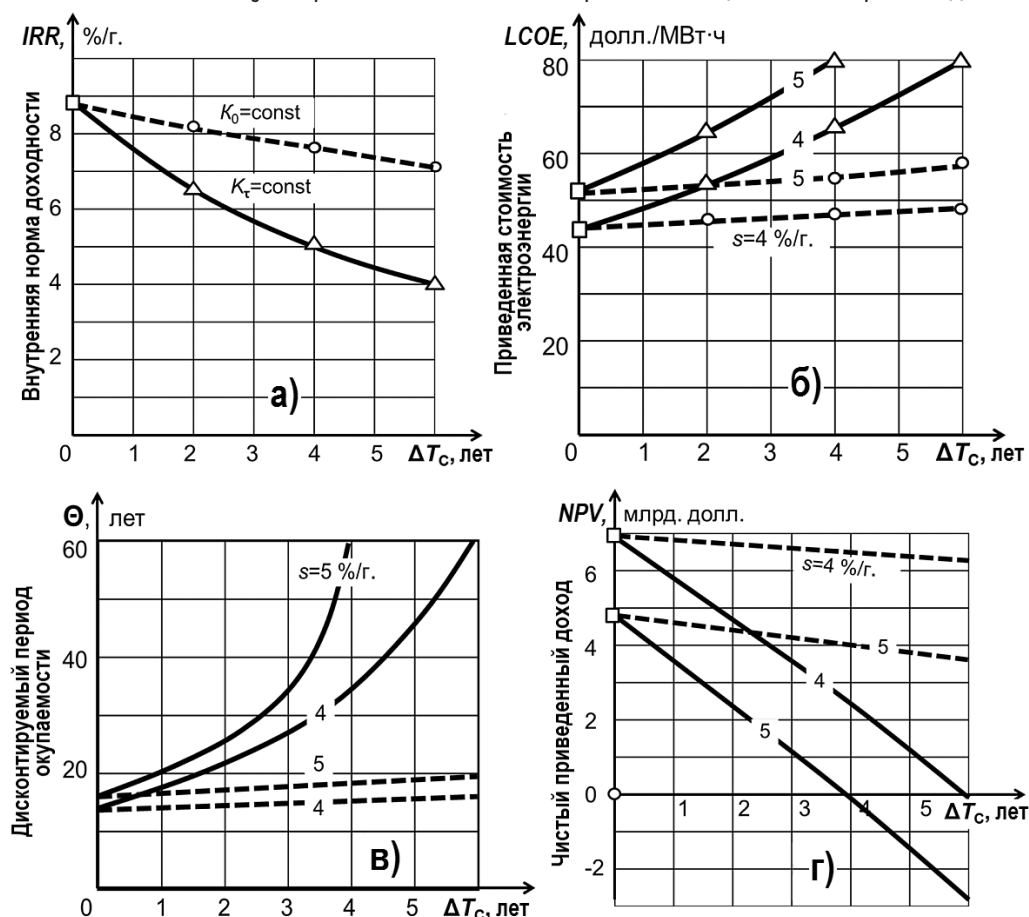 IRR, %/г.
Внутренняя норма доходности
8
6
4
2
K₀=const
Kτ=const
а)
0 1 2 3 4 5 ΔTс, лет
LCOE, долл./МВт·ч
Приведенная стоимость
электроэнергии
80
60
40
20
5
4
5
s=4 %/г.
б)
0 1 2 3 4 5 ΔTс, лет
Θ, лет
Дисконтируемый период
окупаемости
60
40
20
s=5 %/г.
4
5
4
в)
0 1 2 3 4 5 ΔTс, лет
NPV, млрд. долл.
Чистый приведенный доход
6
4
2
0
-2
s=4 %/г.
5
4
5
1 2 3 4 5 ΔTс, лет
г)